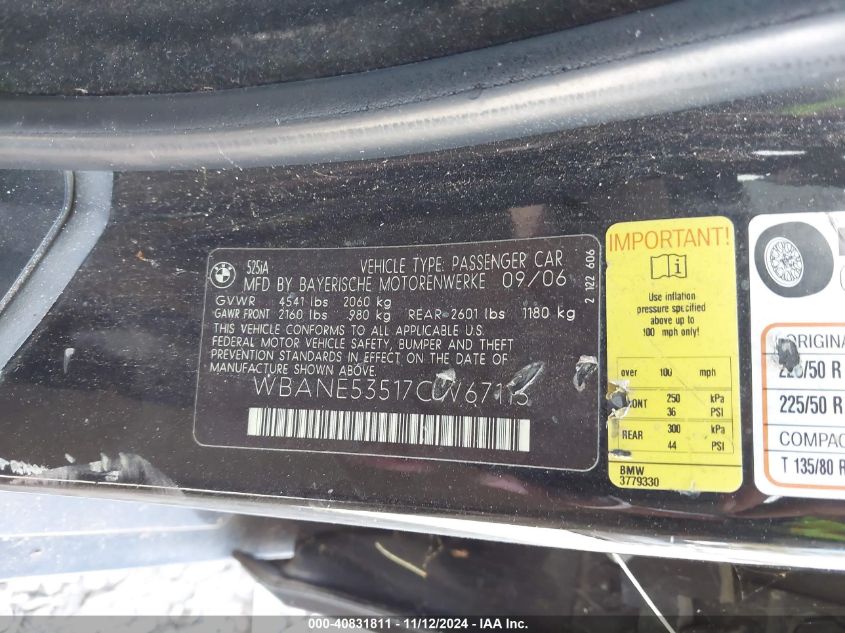 BMW
525iA
VEHICLE TYPE: PASSENGER CAR
MFD BY BAYERISCHE MOTORENWERKE 09/06
GVWR 4541 lbs 2060 kg
GAWR FRONT 2160 lbs 980 kg REAR 2601 lbs 1180 kg
THIS VEHICLE CONFORMS TO ALL APPLICABLE U.S.
FEDERAL MOTOR VEHICLE SAFETY, BUMPER AND THEFT
PREVENTION STANDARDS IN EFFECT ON THE DATE OF
MANUFACTURE SHOWN ABOVE.
WBANE53517CW67115
2 122 606
IMPORTANT!
Use inflation
pressure specified
above up to
100 mph only!
over 100 mph
FRONT 250 kPa
36 PSI
REAR 300 kPa
44 PSI
BMW
3779330
ORIGINA
225/50 R
225/50 R
COMPAC
T 135/80 R
000-40831811 - 11/12/2024 - IAA Inc.